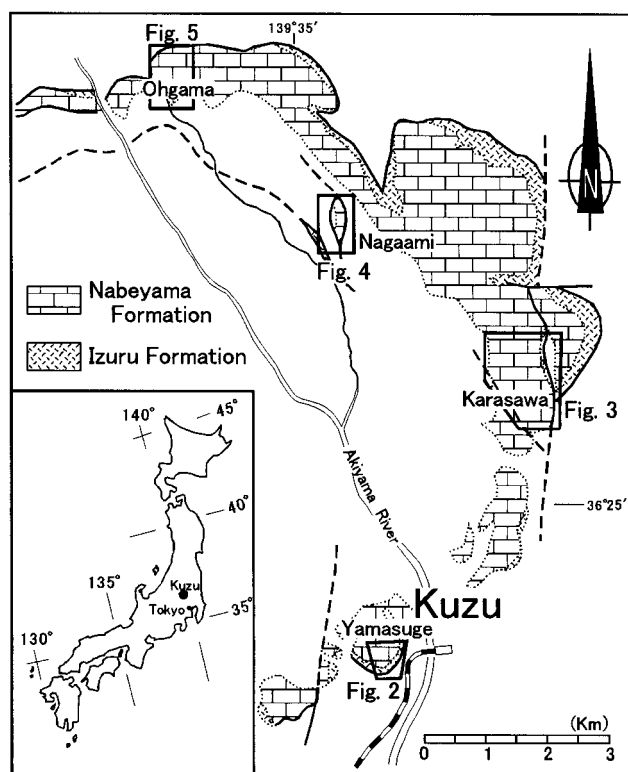 Fig. 5
139°35′
Ohgama
Nagaami
Fig. 4
N
Nabeyama
Formation
Izuru Formation
Karasawa
Fig. 3
Akiyama River
36°25′
Kuzu
Yamasuge
Fig. 2
(Km)
0 1 2 3
140°
45°
40°
135°
Kuzu
Tokyo
35°
130°